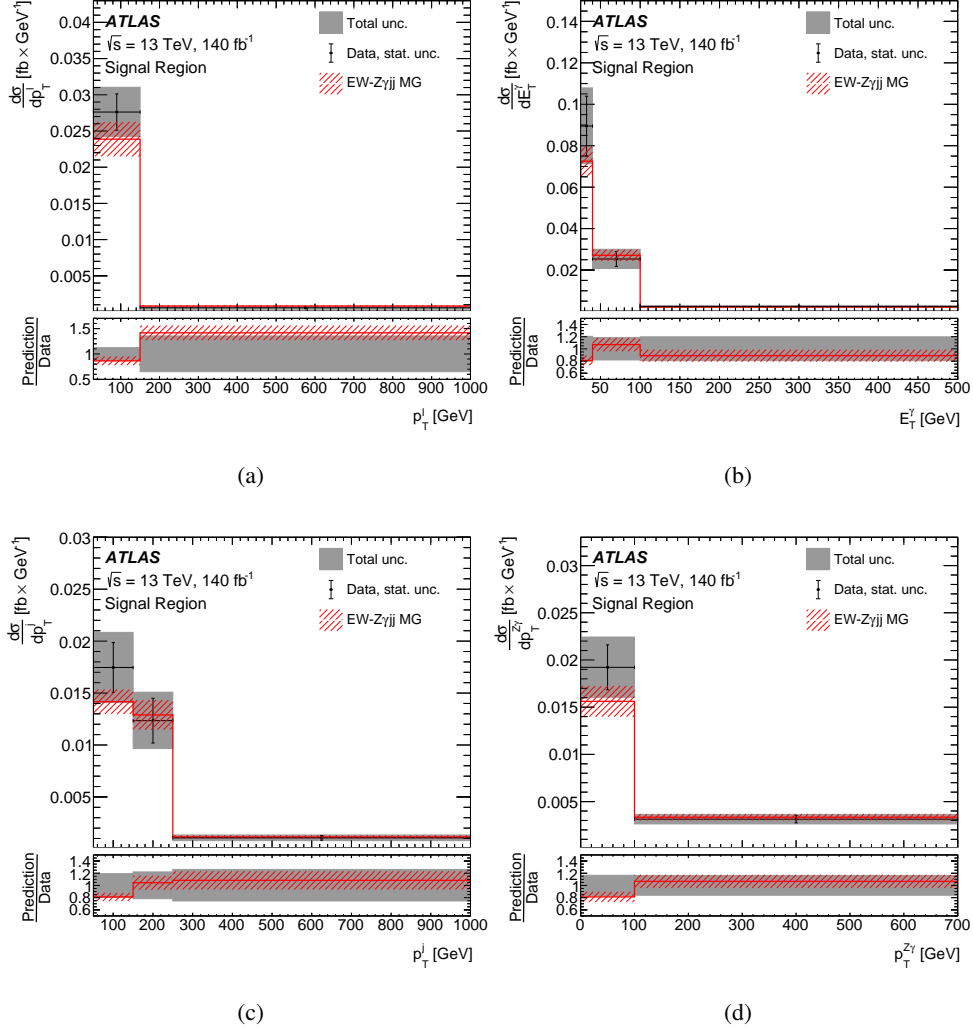 ATLAS
√s = 13 TeV, 140 fb⁻¹
Signal Region
Total unc.
Data, stat. unc.
EW-Zγjj MG
dσ/dp_T^l [fb × GeV⁻¹]
0.04
0.035
0.03
0.025
0.02
0.015
0.01
0.005
Prediction/Data
1.5
1
0.5
100 200 300 400 500 600 700 800 900 1000
p_T^l [GeV]
(a)
ATLAS
√s = 13 TeV, 140 fb⁻¹
Signal Region
Total unc.
Data, stat. unc.
EW-Zγjj MG
dσ/dE_T^γ [fb × GeV⁻¹]
0.14
0.12
0.1
0.08
0.06
0.04
0.02
Prediction/Data
1.4
1.2
1
0.8
0.6
50 100 150 200 250 300 350 400 450 500
E_T^γ [GeV]
(b)
ATLAS
√s = 13 TeV, 140 fb⁻¹
Signal Region
Total unc.
Data, stat. unc.
EW-Zγjj MG
dσ/dp_T^j [fb × GeV⁻¹]
0.03
0.025
0.02
0.015
0.01
0.005
Prediction/Data
1.4
1.2
1
0.8
0.6
100 200 300 400 500 600 700 800 900 1000
p_T^j [GeV]
(c)
ATLAS
√s = 13 TeV, 140 fb⁻¹
Signal Region
Total unc.
Data, stat. unc.
EW-Zγjj MG
dσ/dp_T^Zγ [fb × GeV⁻¹]
0.03
0.025
0.02
0.015
0.01
0.005
Prediction/Data
1.4
1.2
1
0.8
0.6
0 100 200 300 400 500 600 700
p_T^Zγ [GeV]
(d)